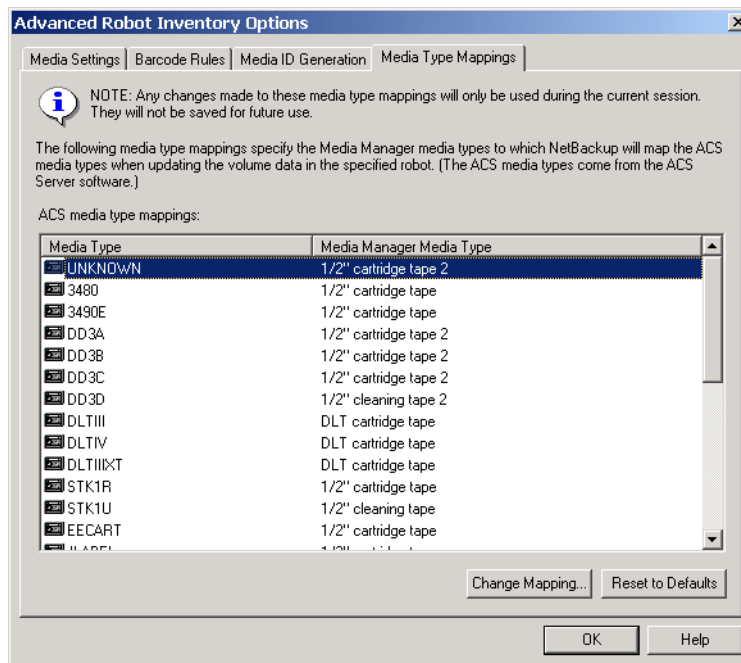 Advanced Robot Inventory Options
Media Settings Barcode Rules Media ID Generation Media Type Mappings
NOTE: Any changes made to these media type mappings will only be used during the current session.
They will not be saved for future use.
The following media type mappings specify the Media Manager media types to which NetBackup will map the ACS
media types when updating the volume data in the specified robot. (The ACS media types come from the ACS
Server software.)
ACS media type mappings:
Media Type Media Manager Media Type
UNKNOWN 1/2" cartridge tape 2
3480 1/2" cartridge tape
3490E 1/2" cartridge tape
DD3A 1/2" cartridge tape 2
DD3B 1/2" cartridge tape 2
DD3C 1/2" cartridge tape 2
DD3D 1/2" cleaning tape 2
DLTIII DLT cartridge tape
DLTIV DLT cartridge tape
DLTIIIXT DLT cartridge tape
STK1R 1/2" cartridge tape
STK1U 1/2" cleaning tape
EECART 1/2" cartridge tape
Change Mapping... Reset to Defaults
OK Help